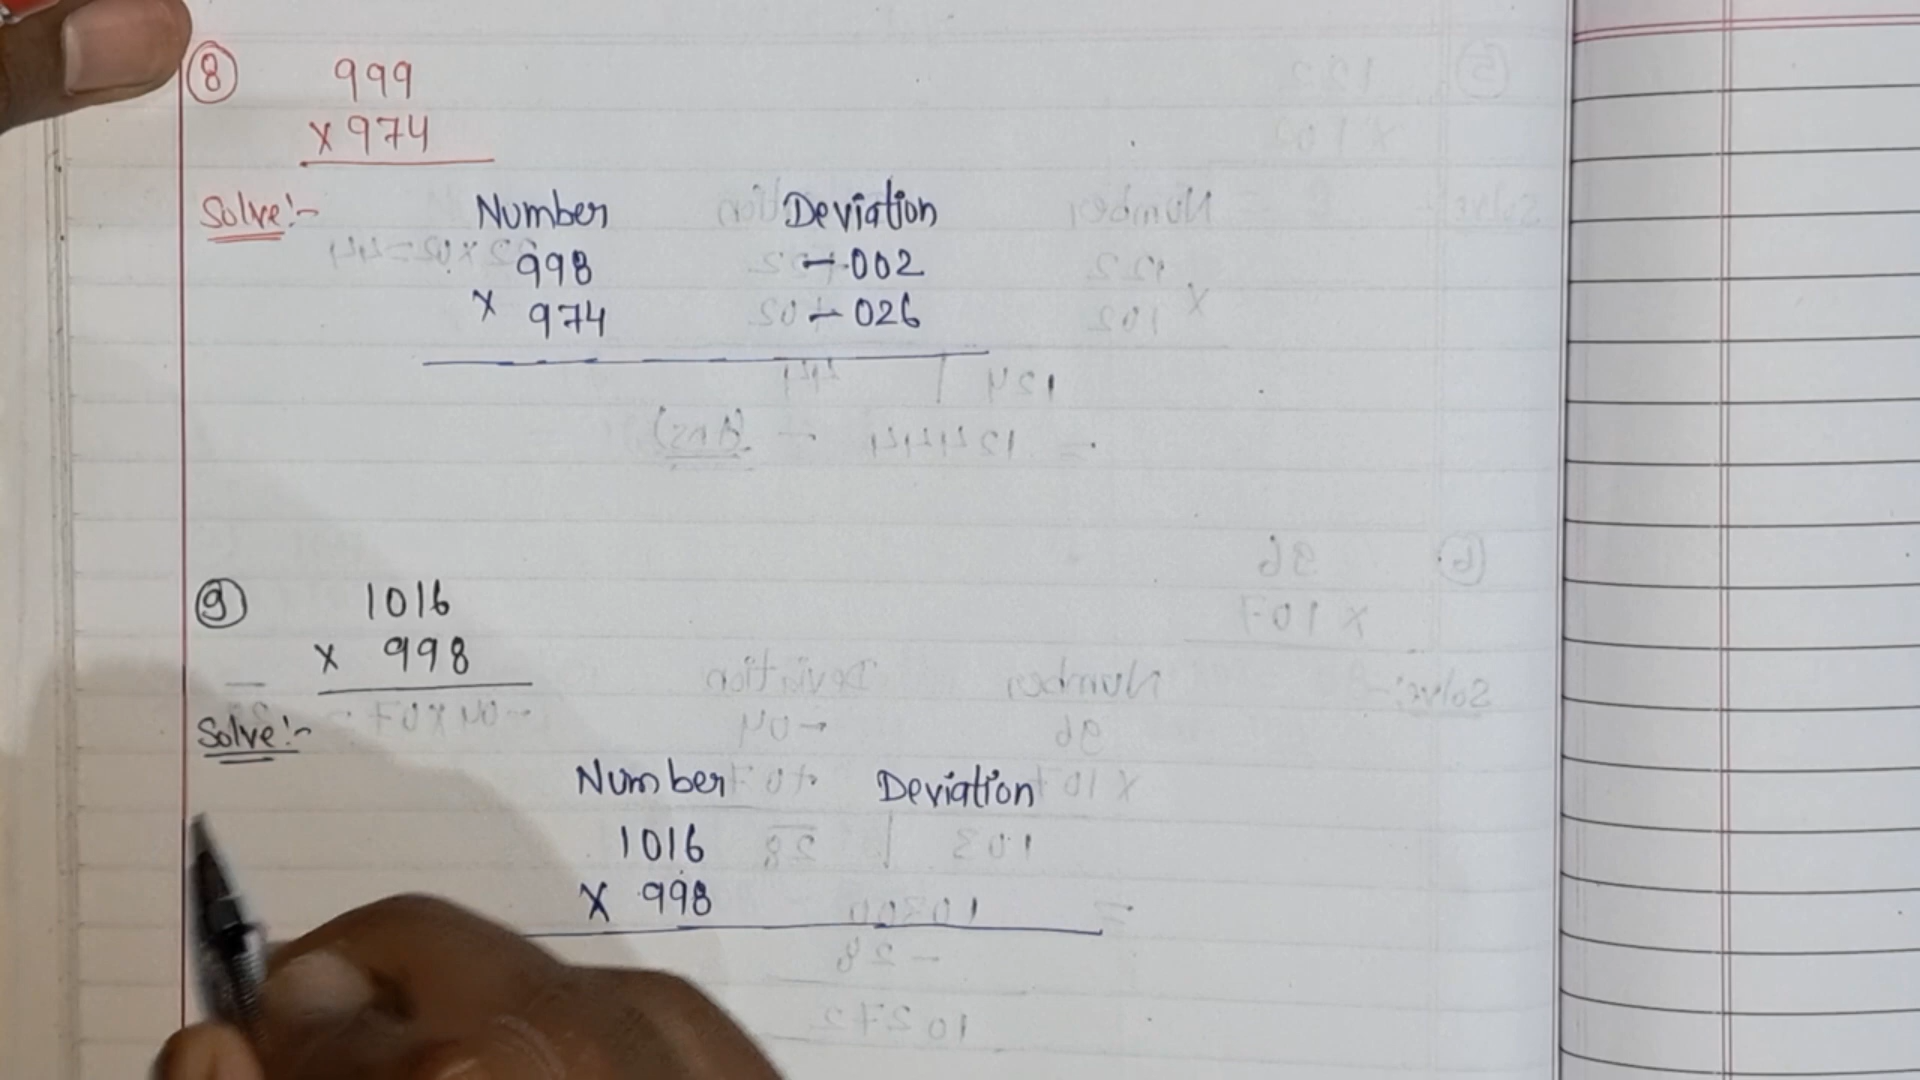 8 999
x 974
Solve:- Number Deviation
998 - 002
x 974 - 026
9 1016
x 998
Solve:-
Number Deviation
1016
x 998